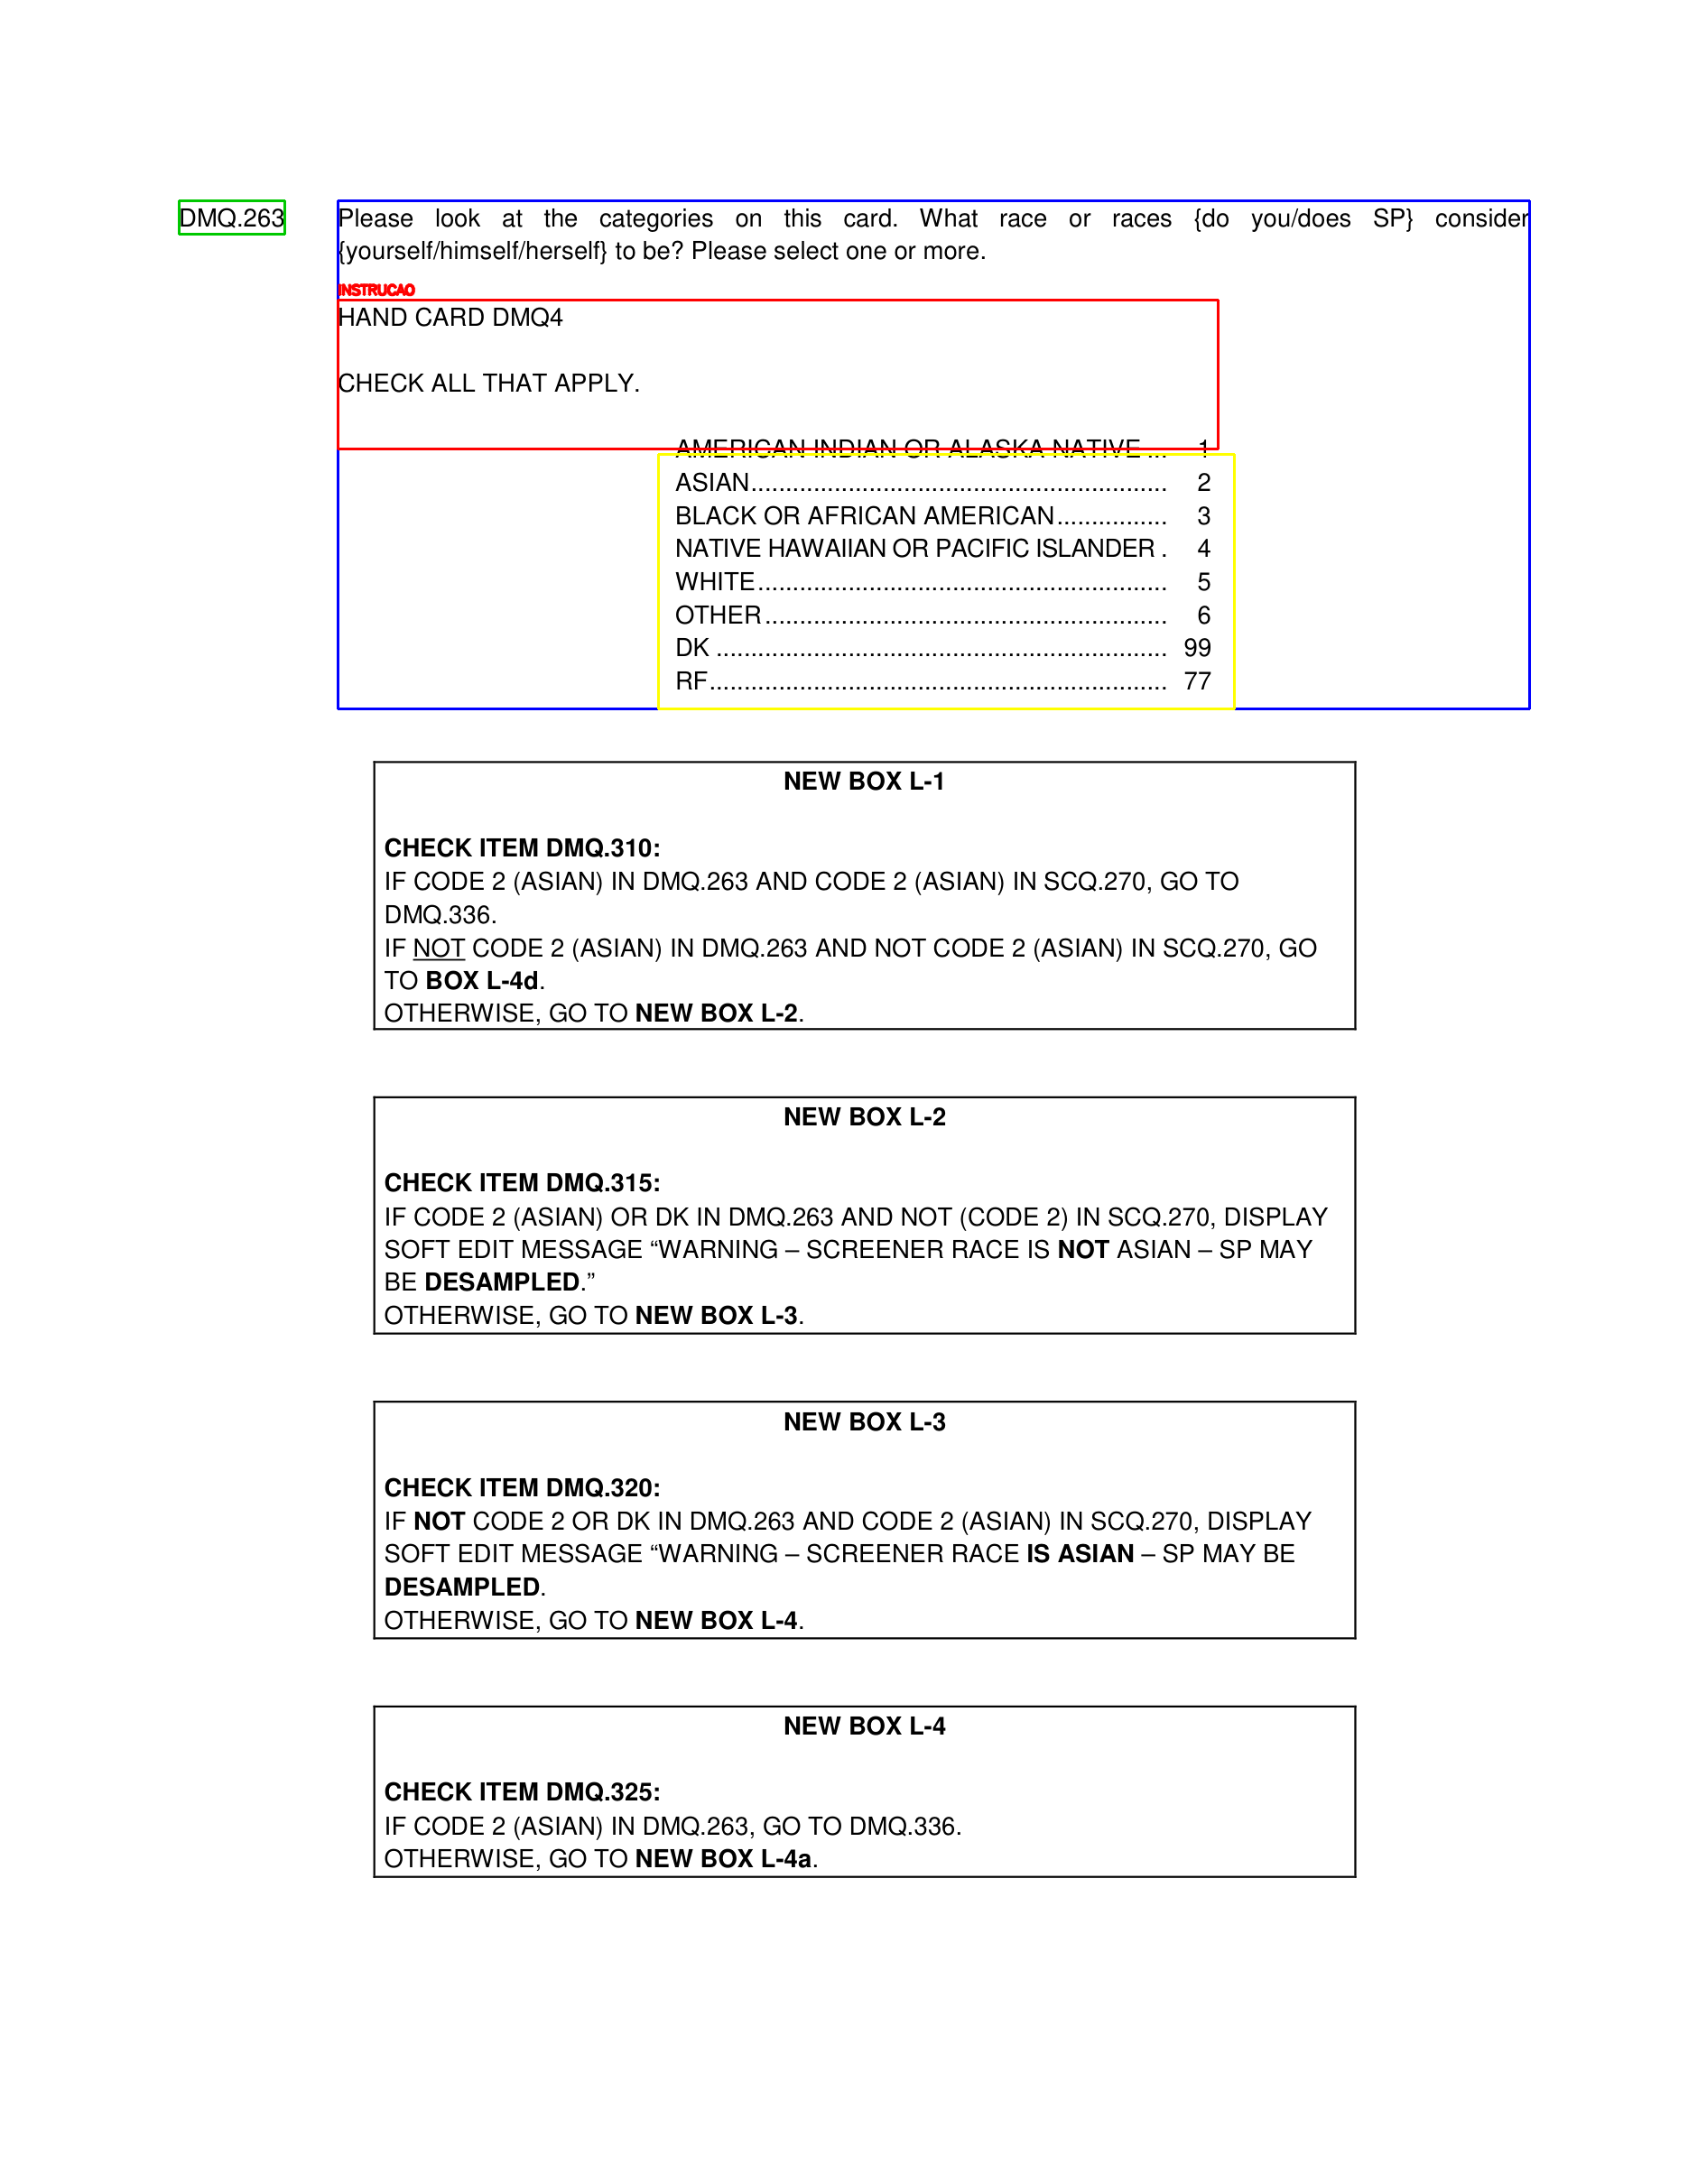 DMQ.263 Please look at the categories on this card. What race or races {do you/does SP} consider
{yourself/himself/herself} to be? Please select one or more.
INSTRUCAO
HAND CARD DMQ4
CHECK ALL THAT APPLY.
AMERICAN INDIAN OR ALASKA NATIVE ... 1
ASIAN............................................................ 2
BLACK OR AFRICAN AMERICAN................ 3
NATIVE HAWAIIAN OR PACIFIC ISLANDER . 4
WHITE........................................................... 5
OTHER.......................................................... 6
DK ................................................................. 99
RF.................................................................. 77
NEW BOX L-1
CHECK ITEM DMQ.310:
IF CODE 2 (ASIAN) IN DMQ.263 AND CODE 2 (ASIAN) IN SCQ.270, GO TO
DMQ.336.
IF NOT CODE 2 (ASIAN) IN DMQ.263 AND NOT CODE 2 (ASIAN) IN SCQ.270, GO
TO BOX L-4d.
OTHERWISE, GO TO NEW BOX L-2.
NEW BOX L-2
CHECK ITEM DMQ.315:
IF CODE 2 (ASIAN) OR DK IN DMQ.263 AND NOT (CODE 2) IN SCQ.270, DISPLAY
SOFT EDIT MESSAGE “WARNING – SCREENER RACE IS NOT ASIAN – SP MAY
BE DESAMPLED.”
OTHERWISE, GO TO NEW BOX L-3.
NEW BOX L-3
CHECK ITEM DMQ.320:
IF NOT CODE 2 OR DK IN DMQ.263 AND CODE 2 (ASIAN) IN SCQ.270, DISPLAY
SOFT EDIT MESSAGE “WARNING – SCREENER RACE IS ASIAN – SP MAY BE
DESAMPLED.
OTHERWISE, GO TO NEW BOX L-4.
NEW BOX L-4
CHECK ITEM DMQ.325:
IF CODE 2 (ASIAN) IN DMQ.263, GO TO DMQ.336.
OTHERWISE, GO TO NEW BOX L-4a.